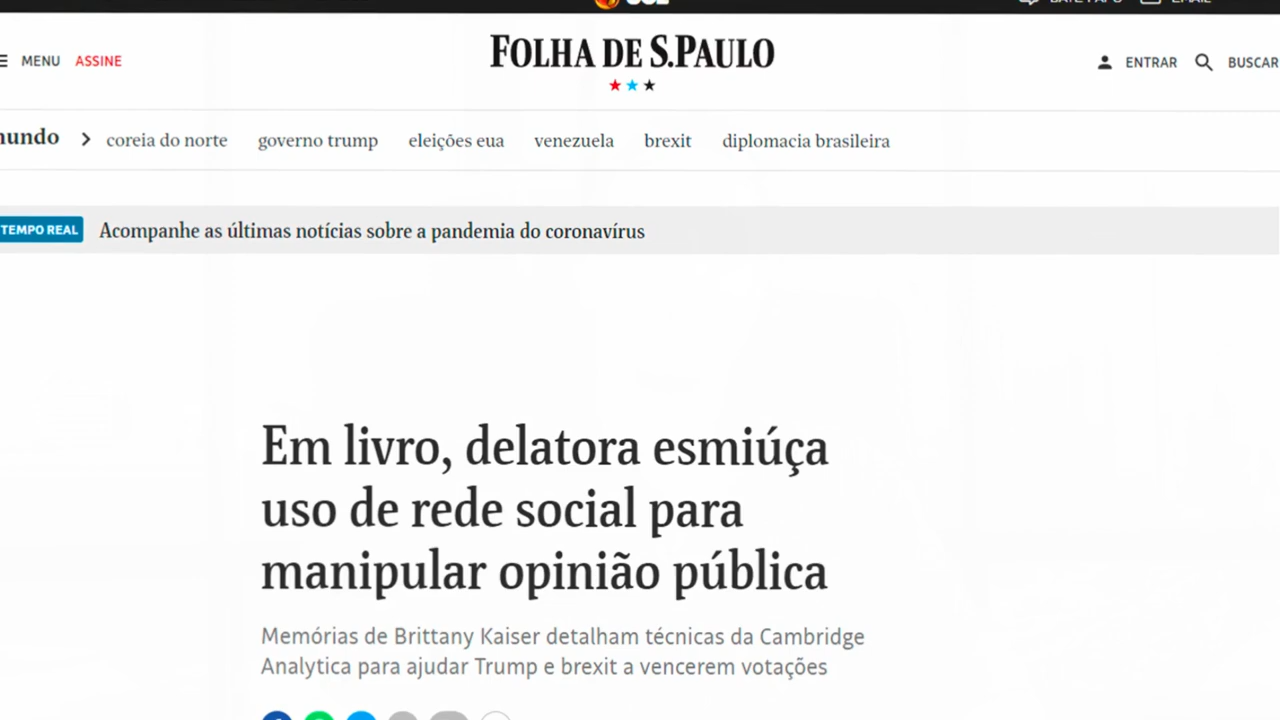 MENU ASSINE
FOLHA DE S.PAULO
ENTRAR BUSCAR
coreia do norte governo trump eleições eua venezuela brexit diplomacia brasileira
TEMPO REAL Acompanhe as últimas notícias sobre a pandemia do coronavírus
Em livro, delatora esmiúça
uso de rede social para
manipular opinião pública
Memórias de Brittany Kaiser detalham técnicas da Cambridge
Analytica para ajudar Trump e brexit a vencerem votações